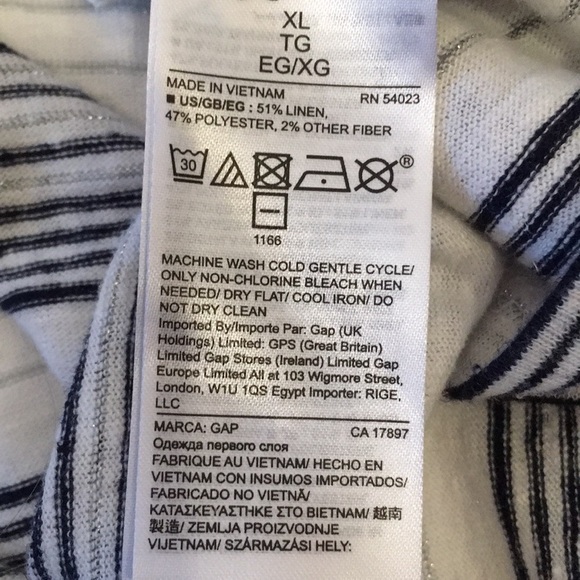 XL
TG
EG/XG
MADE IN VIETNAM RN 54023
■ US/GB/EG : 51% LINEN,
47% POLYESTER, 2% OTHER FIBER
30 ®
1166
MACHINE WASH COLD GENTLE CYCLE/
ONLY NON-CHLORINE BLEACH WHEN
NEEDED/ DRY FLAT/ COOL IRON/ DO
NOT DRY CLEAN
Imported By/Importe Par: Gap (UK
Holdings) Limited: GPS (Great Britain)
Limited Gap Stores (Ireland) Limited Gap
Europe Limited All at 103 Wigmore Street,
London, W1U 1QS Egypt Importer: RIGE,
LLC
MARCA: GAP CA 17897
Одежда первого слоя
FABRIQUE AU VIETNAM/ HECHO EN
VIETNAM CON INSUMOS IMPORTADOS/
FABRICADO NO VIETNÃ/
ΚΑΤΑΣΚΕΥΑΣΤΗΚΕ ΣΤΟ ΒΙΕΤΝΑΜ/ 越南
製造/ ZEMLJA PROIZVODNJE
VIJETNAM/ SZÁRMAZÁSI HELY: